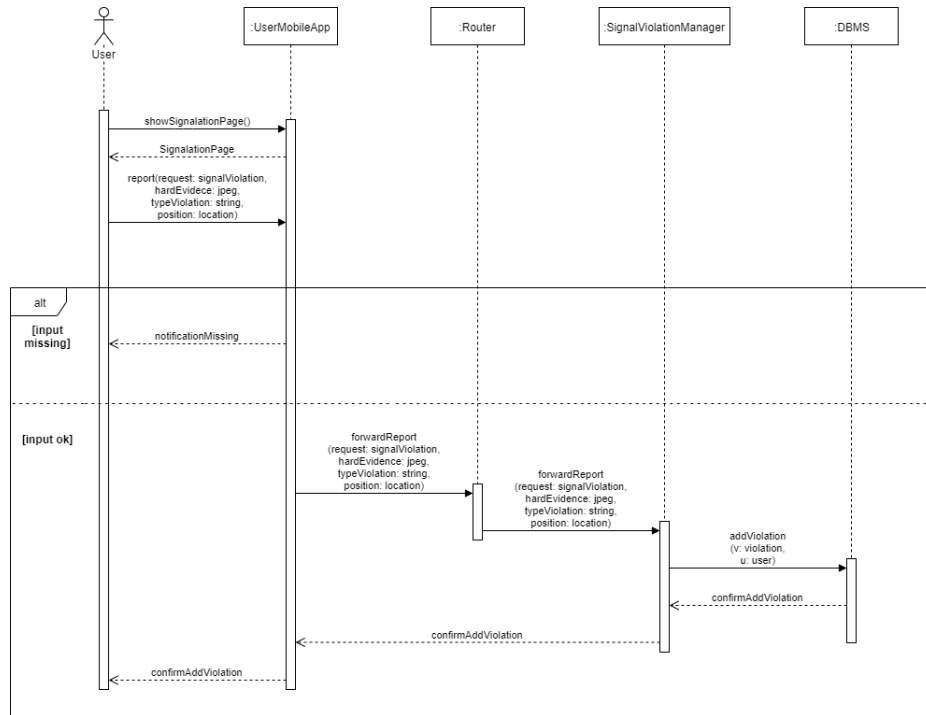 :UserMobileApp
:Router
:SignalViolationManager
:DBMS
User
showSignalationPage()
SignalationPage
report(request: signalViolation,
hardEvidece: jpeg,
typeViolation: string,
position: location)
alt
[input
missing]
notificationMissing
[input ok]
forwardReport
(request: signalViolation,
hardEvidence: jpeg,
typeViolation: string,
position: location)
forwardReport
(request: signalViolation,
hardEvidence: jpeg,
typeViolation: string,
position: location)
addViolation
(v: violation,
u: user)
confirmAddViolation
confirmAddViolation
confirmAddViolation